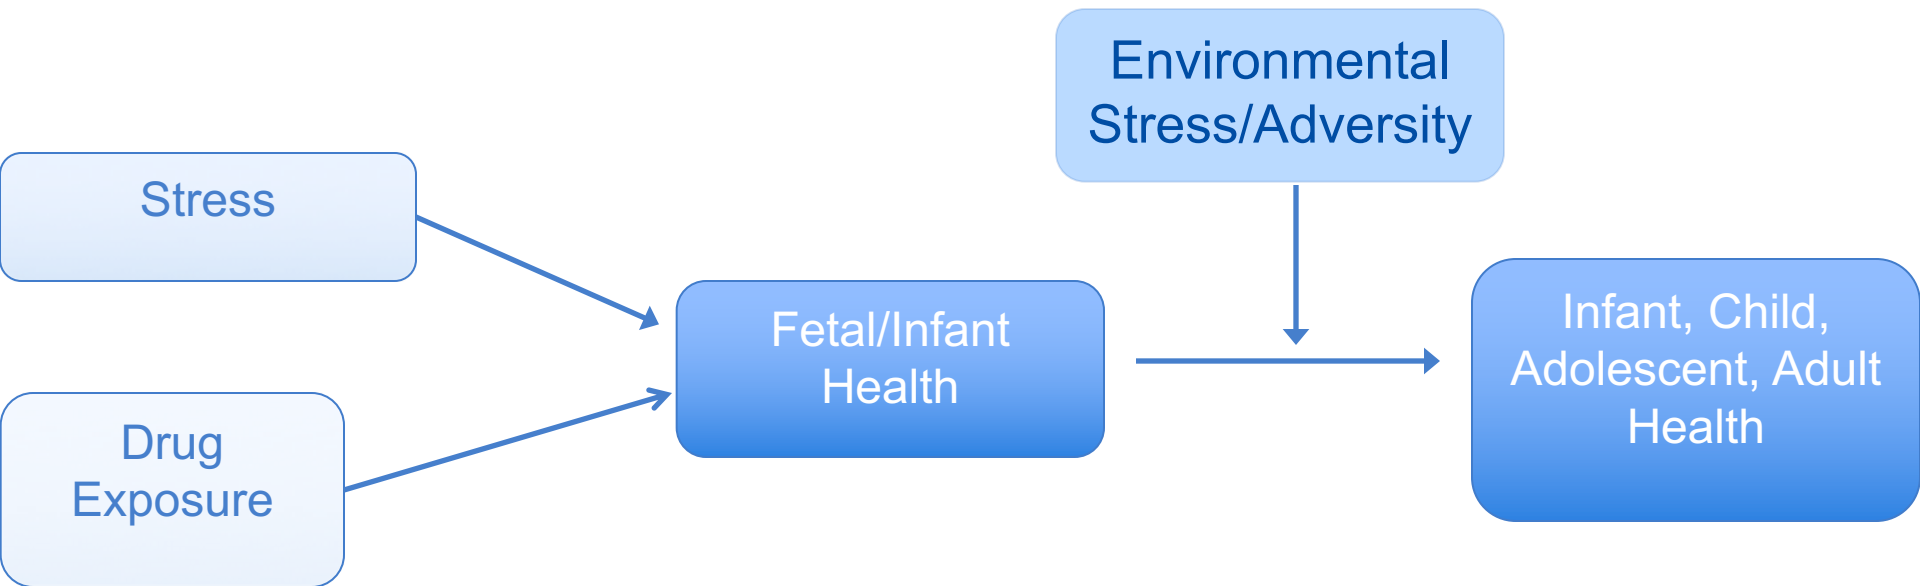 Environmental
Stress/Adversity
Stress
Drug
Exposure
Fetal/Infant
Health
Infant, Child,
Adolescent, Adult
Health